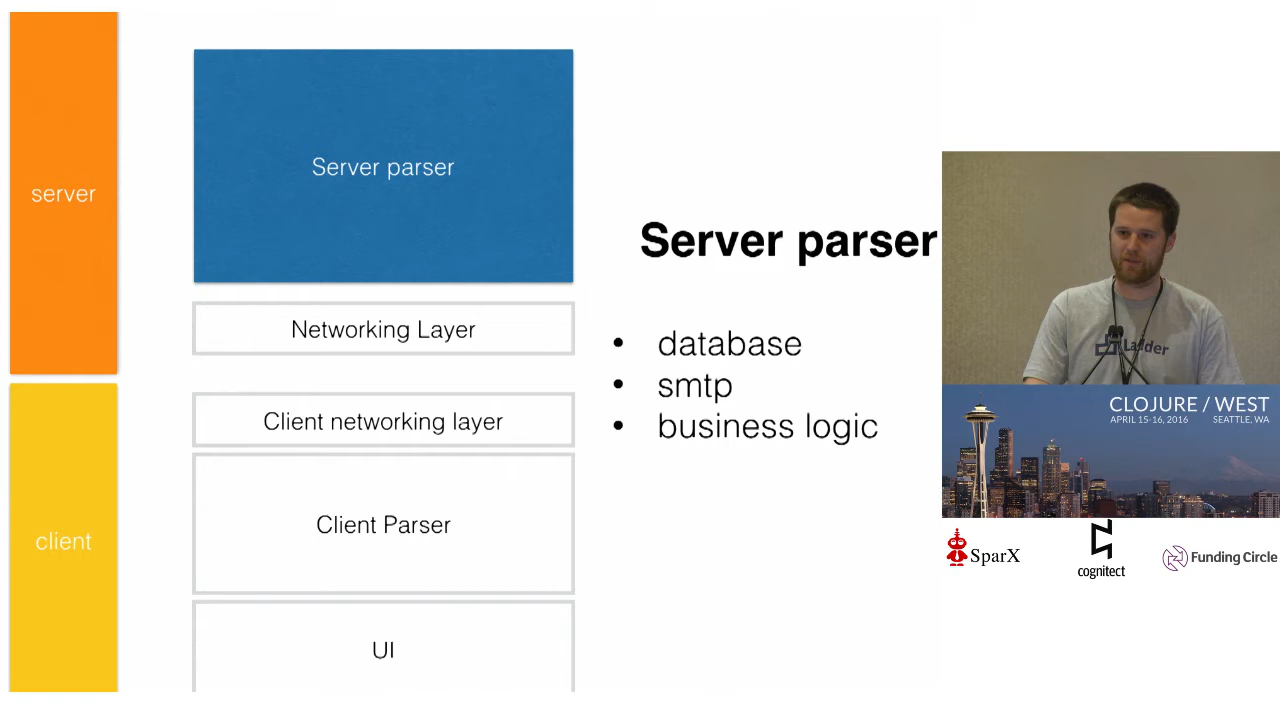 server
Server parser
Networking Layer
client
Client networking layer
Client Parser
UI
Server parser
• database
• smtp
• business logic
Ladder
CLOJURE / WEST
APRIL 15-16, 2016 SEATTLE, WA
SparX
cognitect
Funding Circle